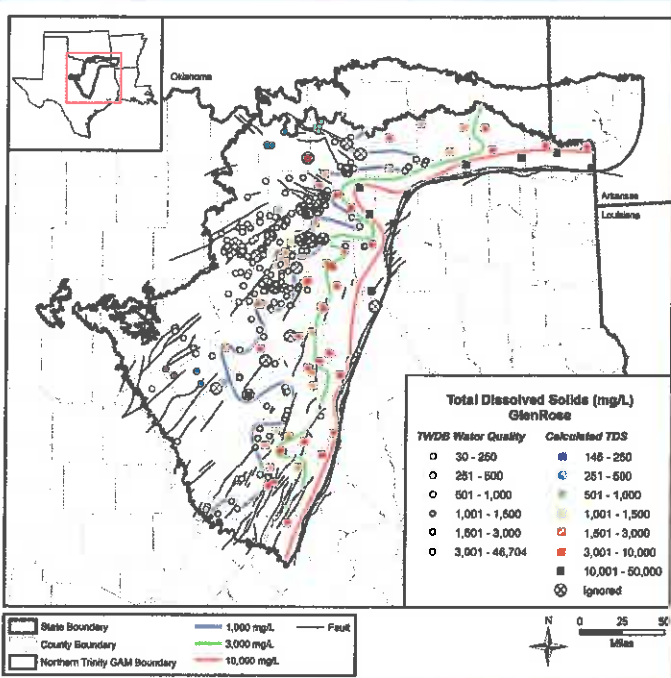 Oklahoma
Arkansas
Louisiana
Total Dissolved Solids (mg/L)
GlenRose
TWDB Water Quality Calculated TDS
30 - 250 145 - 250
251 - 500 251 - 500
501 - 1,000 501 - 1,000
1,001 - 1,500 1,001 - 1,500
1,501 - 3,000 1,501 - 3,000
3,001 - 46,704 3,001 - 10,000
10,001 - 50,000
Ignored
State Boundary 1,000 mg/L Fault
County Boundary 3,000 mg/L
Northern Trinity GAM Boundary 10,000 mg/L
N
0 25 50
Miles